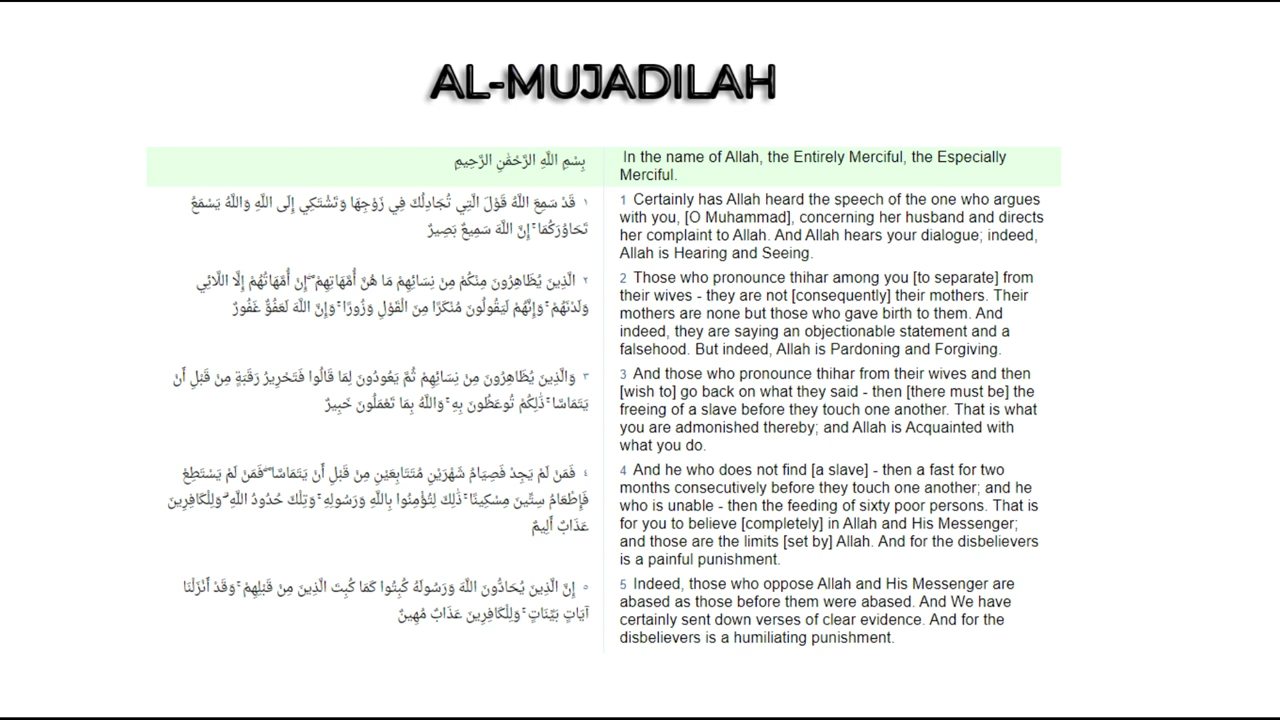 AL-MUJADILAH
بِسْمِ اللَّهِ الرَّحْمَٰنِ الرَّحِيمِ
In the name of Allah, the Entirely Merciful, the Especially
Merciful.
١ قَدْ سَمِعَ اللَّهُ قَوْلَ الَّتِي تُجَادِلُكَ فِي زَوْجِهَا وَتَشْتَكِي إِلَى اللَّهِ وَاللَّهُ يَسْمَعُ
تَحَاوُرَكُمَا ۚ إِنَّ اللَّهَ سَمِيعٌ بَصِيرٌ
1 Certainly has Allah heard the speech of the one who argues
with you, [O Muhammad], concerning her husband and directs
her complaint to Allah. And Allah hears your dialogue; indeed,
Allah is Hearing and Seeing.
٢ الَّذِينَ يُظَاهِرُونَ مِنْكُمْ مِنْ نِسَائِهِمْ مَا هُنَّ أُمَّهَاتِهِمْ ۖ إِنْ أُمَّهَاتُهُمْ إِلَّا اللَّائِي
وَلَدْنَهُمْ ۚ وَإِنَّهُمْ لَيَقُولُونَ مُنْكَرًا مِنَ الْقَوْلِ وَزُورًا ۚ وَإِنَّ اللَّهَ لَعَفُوٌّ غَفُورٌ
2 Those who pronounce thihar among you [to separate] from
their wives - they are not [consequently] their mothers. Their
mothers are none but those who gave birth to them. And
indeed, they are saying an objectionable statement and a
falsehood. But indeed, Allah is Pardoning and Forgiving.
٣ وَالَّذِينَ يُظَاهِرُونَ مِنْ نِسَائِهِمْ ثُمَّ يَعُودُونَ لِمَا قَالُوا فَتَحْرِيرُ رَقَبَةٍ مِنْ قَبْلِ أَنْ
يَتَمَاسَّا ۚ ذَٰلِكُمْ تُوعَظُونَ بِهِ ۚ وَاللَّهُ بِمَا تَعْمَلُونَ خَبِيرٌ
3 And those who pronounce thihar from their wives and then
[wish to] go back on what they said - then [there must be] the
freeing of a slave before they touch one another. That is what
you are admonished thereby; and Allah is Acquainted with
what you do.
٤ فَمَنْ لَمْ يَجِدْ فَصِيَامُ شَهْرَيْنِ مُتَتَابِعَيْنِ مِنْ قَبْلِ أَنْ يَتَمَاسَّا ۖ فَمَنْ لَمْ يَسْتَطِعْ
فَإِطْعَامُ سِتِّينَ مِسْكِينًا ۚ ذَٰلِكَ لِتُؤْمِنُوا بِاللَّهِ وَرَسُولِهِ ۚ وَتِلْكَ حُدُودُ اللَّهِ ۗ وَلِلْكَافِرِينَ
عَذَابٌ أَلِيمٌ
4 And he who does not find [a slave] - then a fast for two
months consecutively before they touch one another; and he
who is unable - then the feeding of sixty poor persons. That is
for you to believe [completely] in Allah and His Messenger;
and those are the limits [set by] Allah. And for the disbelievers
is a painful punishment.
٥ إِنَّ الَّذِينَ يُحَادُّونَ اللَّهَ وَرَسُولَهُ كُبِتُوا كَمَا كُبِتَ الَّذِينَ مِنْ قَبْلِهِمْ ۚ وَقَدْ أَنْزَلْنَا
آيَاتٍ بَيِّنَاتٍ ۚ وَلِلْكَافِرِينَ عَذَابٌ مُهِينٌ
5 Indeed, those who oppose Allah and His Messenger are
abased as those before them were abased. And We have
certainly sent down verses of clear evidence. And for the
disbelievers is a humiliating punishment.